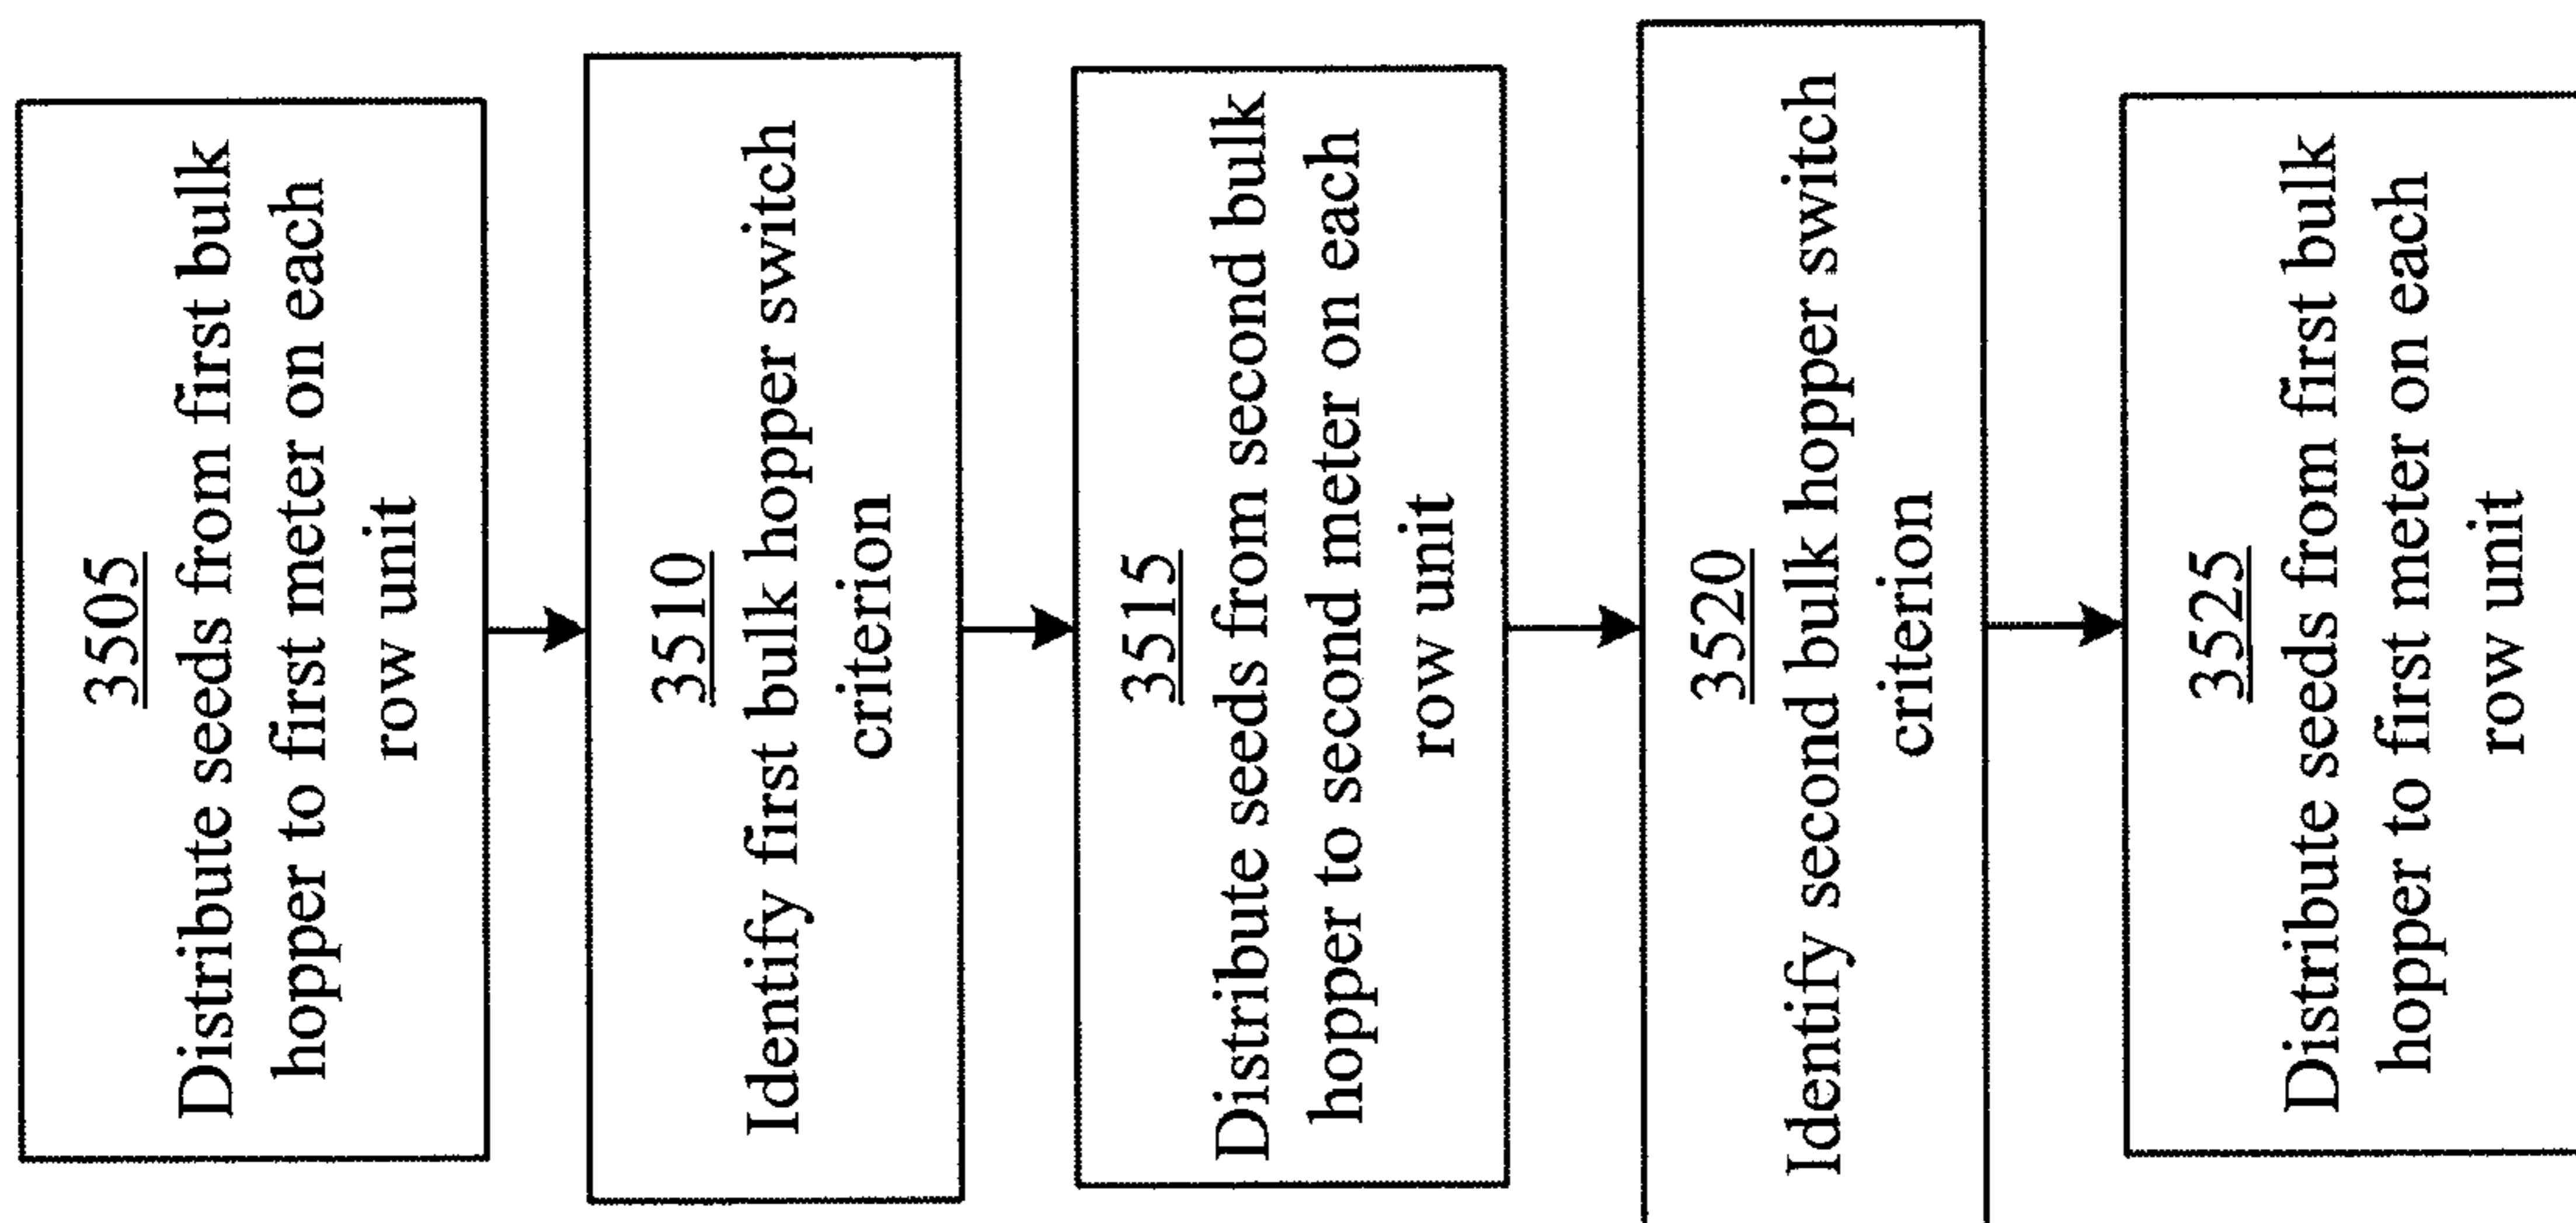 3505
Distribute seeds from first bulk
hopper to first meter on each
row unit
3510
Identify first bulk hopper switch
criterion
3515
Distribute seeds from second bulk
hopper to second meter on each
row unit
3520
Identify second bulk hopper switch
criterion
3525
Distribute seeds from first bulk
hopper to first meter on each
row unit